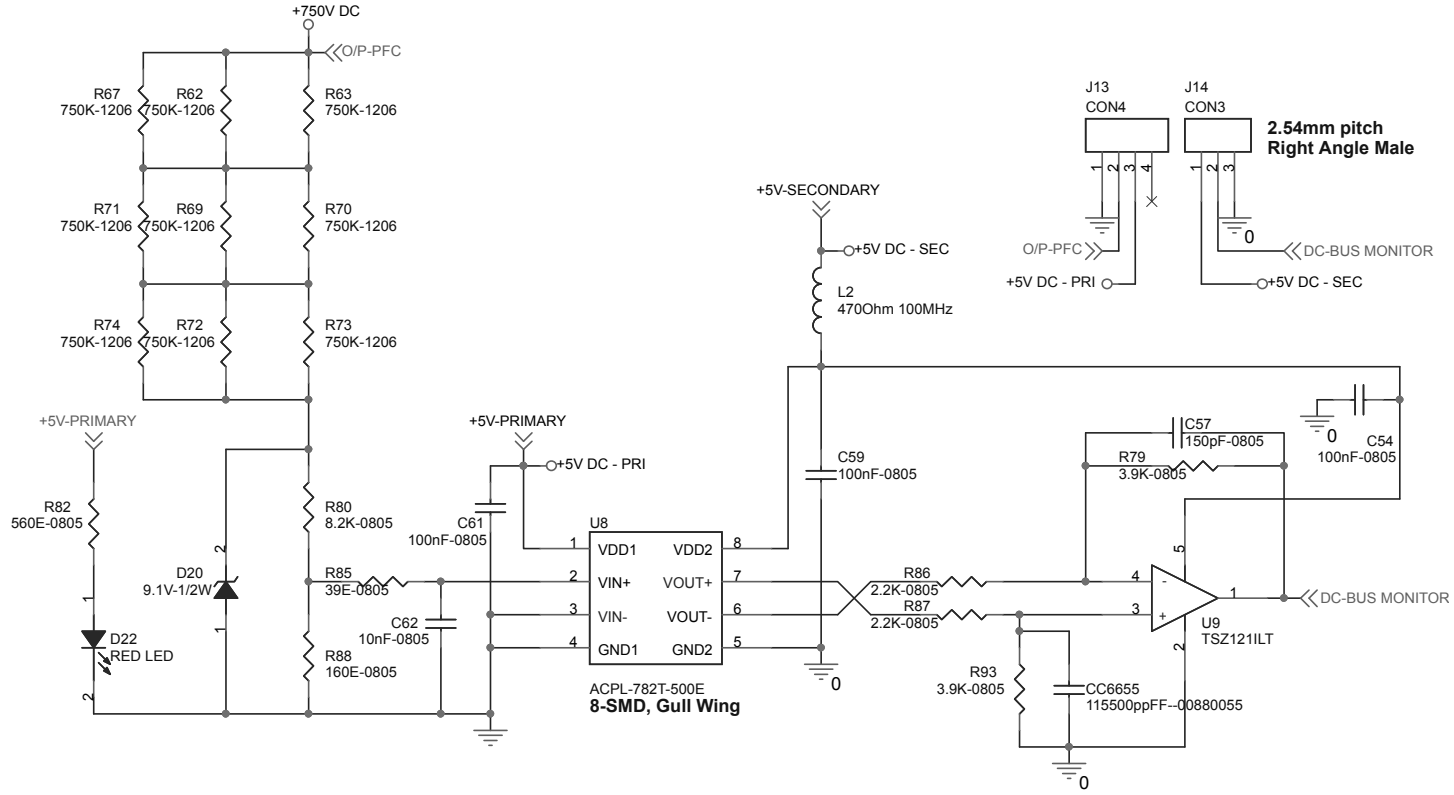 +750V DC
O/P-PFC
R67
750K-1206
R62
750K-1206
R63
750K-1206
R71
750K-1206
R69
750K-1206
R70
750K-1206
R74
750K-1206
R72
750K-1206
R73
750K-1206
J13
CON4
J14
CON3
2.54mm pitch
Right Angle Male
1
2
3
4
1
2
3
0
O/P-PFC
DC-BUS MONITOR
+5V DC - PRI
+5V DC - SEC
+5V-SECONDARY
+5V DC - SEC
L2
470Ohm 100MHz
+5V-PRIMARY
R82
560E-0805
1
D22
RED LED
2
2
D20
9.1V-1/2W
1
R80
8.2K-0805
R85
39E-0805
R88
160E-0805
C62
10nF-0805
+5V-PRIMARY
+5V DC - PRI
C61
100nF-0805
U8
1 VDD1 VDD2 8
2 VIN+ VOUT+ 7
3 VIN- VOUT- 6
4 GND1 GND2 5
ACPL-782T-500E
8-SMD, Gull Wing
C59
100nF-0805
0
R86
2.2K-0805
R87
2.2K-0805
C57
150pF-0805
R79
3.9K-0805
0
C54
100nF-0805
5
4
-
3
+
1
2
U9
TSZ121ILT
DC-BUS MONITOR
R93
3.9K-0805
CC6655
115500ppFF--00880055
0